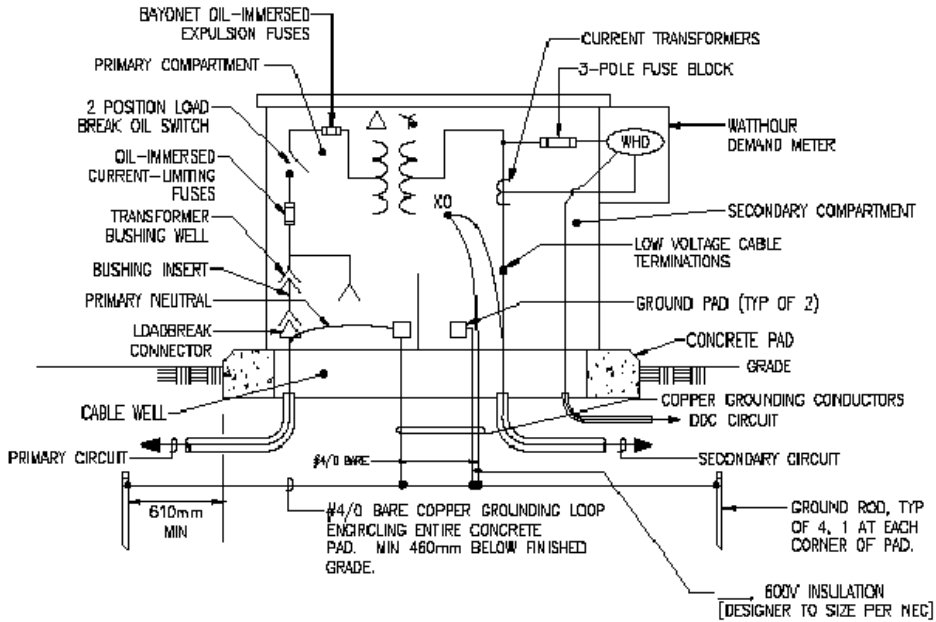 BAYONET OIL-IMMERSED
EXPULSION FUSES
CURRENT TRANSFORMERS
PRIMARY COMPARTMENT
3-POLE FUSE BLOCK
2 POSITION LOAD
BREAK OIL SWITCH
WATTHOUR
DEMAND METER
WHD
OIL-IMMERSED
CURRENT-LIMITING
FUSES
XO
SECONDARY COMPARTMENT
TRANSFORMER
BUSHING WELL
LOW VOLTAGE CABLE
TERMINATIONS
BUSHING INSERT
PRIMARY NEUTRAL
GROUND PAD (TYP OF 2)
LOADBREAK
CONNECTOR
CONCRETE PAD
GRADE
CABLE WELL
COPPER GROUNDING CONDUCTORS
DDC CIRCUIT
PRIMARY CIRCUIT
#4/0 BARE
SECONDARY CIRCUIT
610mm
MIN
#4/0 BARE COPPER GROUNDING LOOP
ENCIRCLING ENTIRE CONCRETE
PAD. MIN 460mm BELOW FINISHED
GRADE.
GROUND ROD, TYP
OF 4, 1 AT EACH
CORNER OF PAD.
____, 600V INSULATION
[DESIGNER TO SIZE PER NEC]